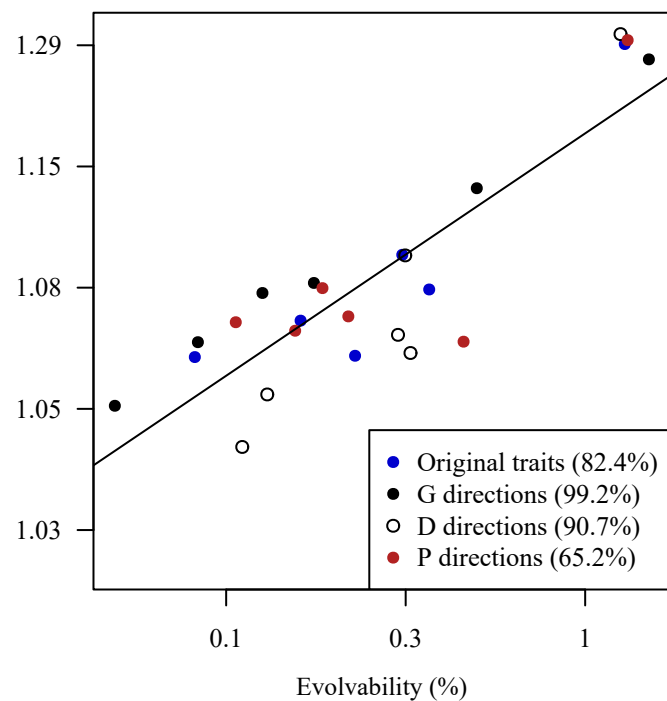 1.29
1.15
1.08
1.05
1.03
Original traits (82.4%)
G directions (99.2%)
D directions (90.7%)
P directions (65.2%)
0.1 0.3 1
Evolvability (%)